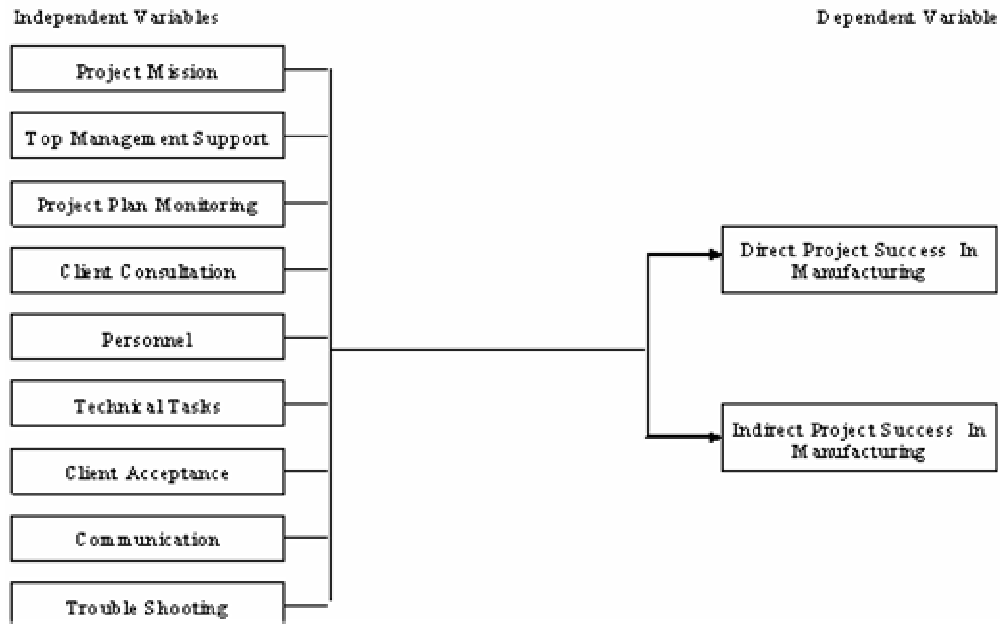 Independent Variables
Dependent Variable
Project Mission
Top Management Support
Project Plan Monitoring
Client Consultation
Personnel
Technical Tasks
Client Acceptance
Communication
Trouble Shooting
Direct Project Success In
Manufacturing
Indirect Project Success In
Manufacturing